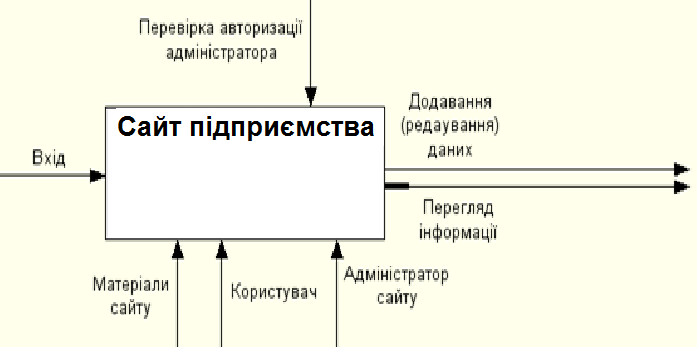 Перевірка авторизації
адміністратора
Сайт підприємства
Вхід
Додавання
(редаування)
даних
Перегляд
інформації
Матеріали
сайту
Користувач
Адміністратор
сайту